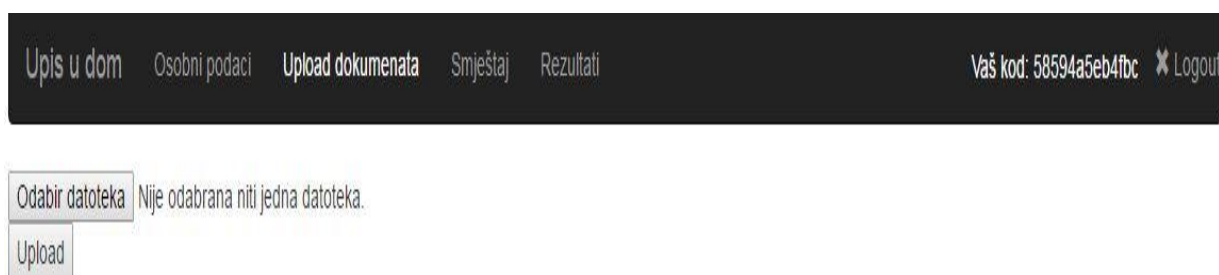 Upis u dom Osobni podaci Upload dokumenata Smještaj Rezultati Vaš kod: 58594a5eb4fbc ✖ Logout
Odabir datoteka Nije odabrana niti jedna datoteka.
Upload